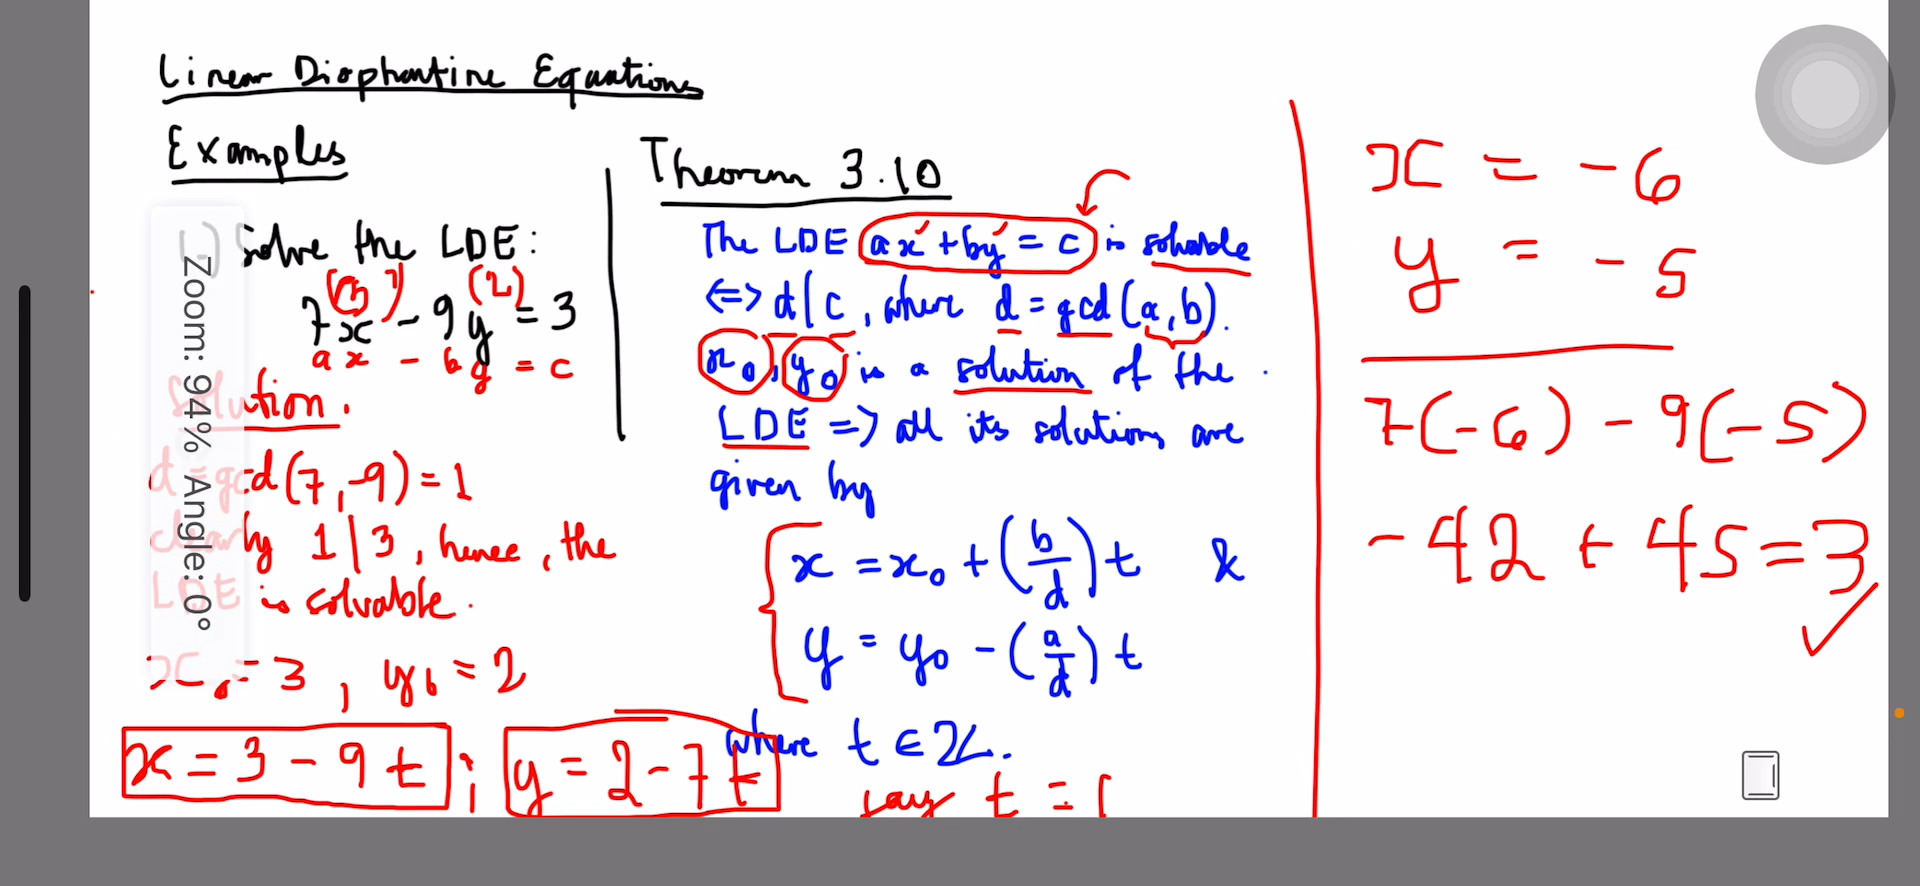 Linear Diophantine Equations
Examples
1) Solve the LDE:
(3) (2)
7x - 9y = 3
ax - by = c
Solution.
d = gcd(7, -9) = 1
clearly 1 | 3, hence, the
LDE is solvable.
x₀ = 3, y₀ = 2
x = 3 - 9t ; y = 2 - 7t
Zoom: 94% Angle: 0°
Theorem 3.10
The LDE ax + by = c is solvable
<=> d | c, where d = gcd(a, b).
x₀, y₀ is a solution of the
LDE => all its solutions are
given by
x = x₀ + (b/d)t &
y = y₀ - (a/d)t
where t ∈ ℤ.
say t = 1
x = -6
y = -5
7(-6) - 9(-5)
-42 + 45 = 3 ✓